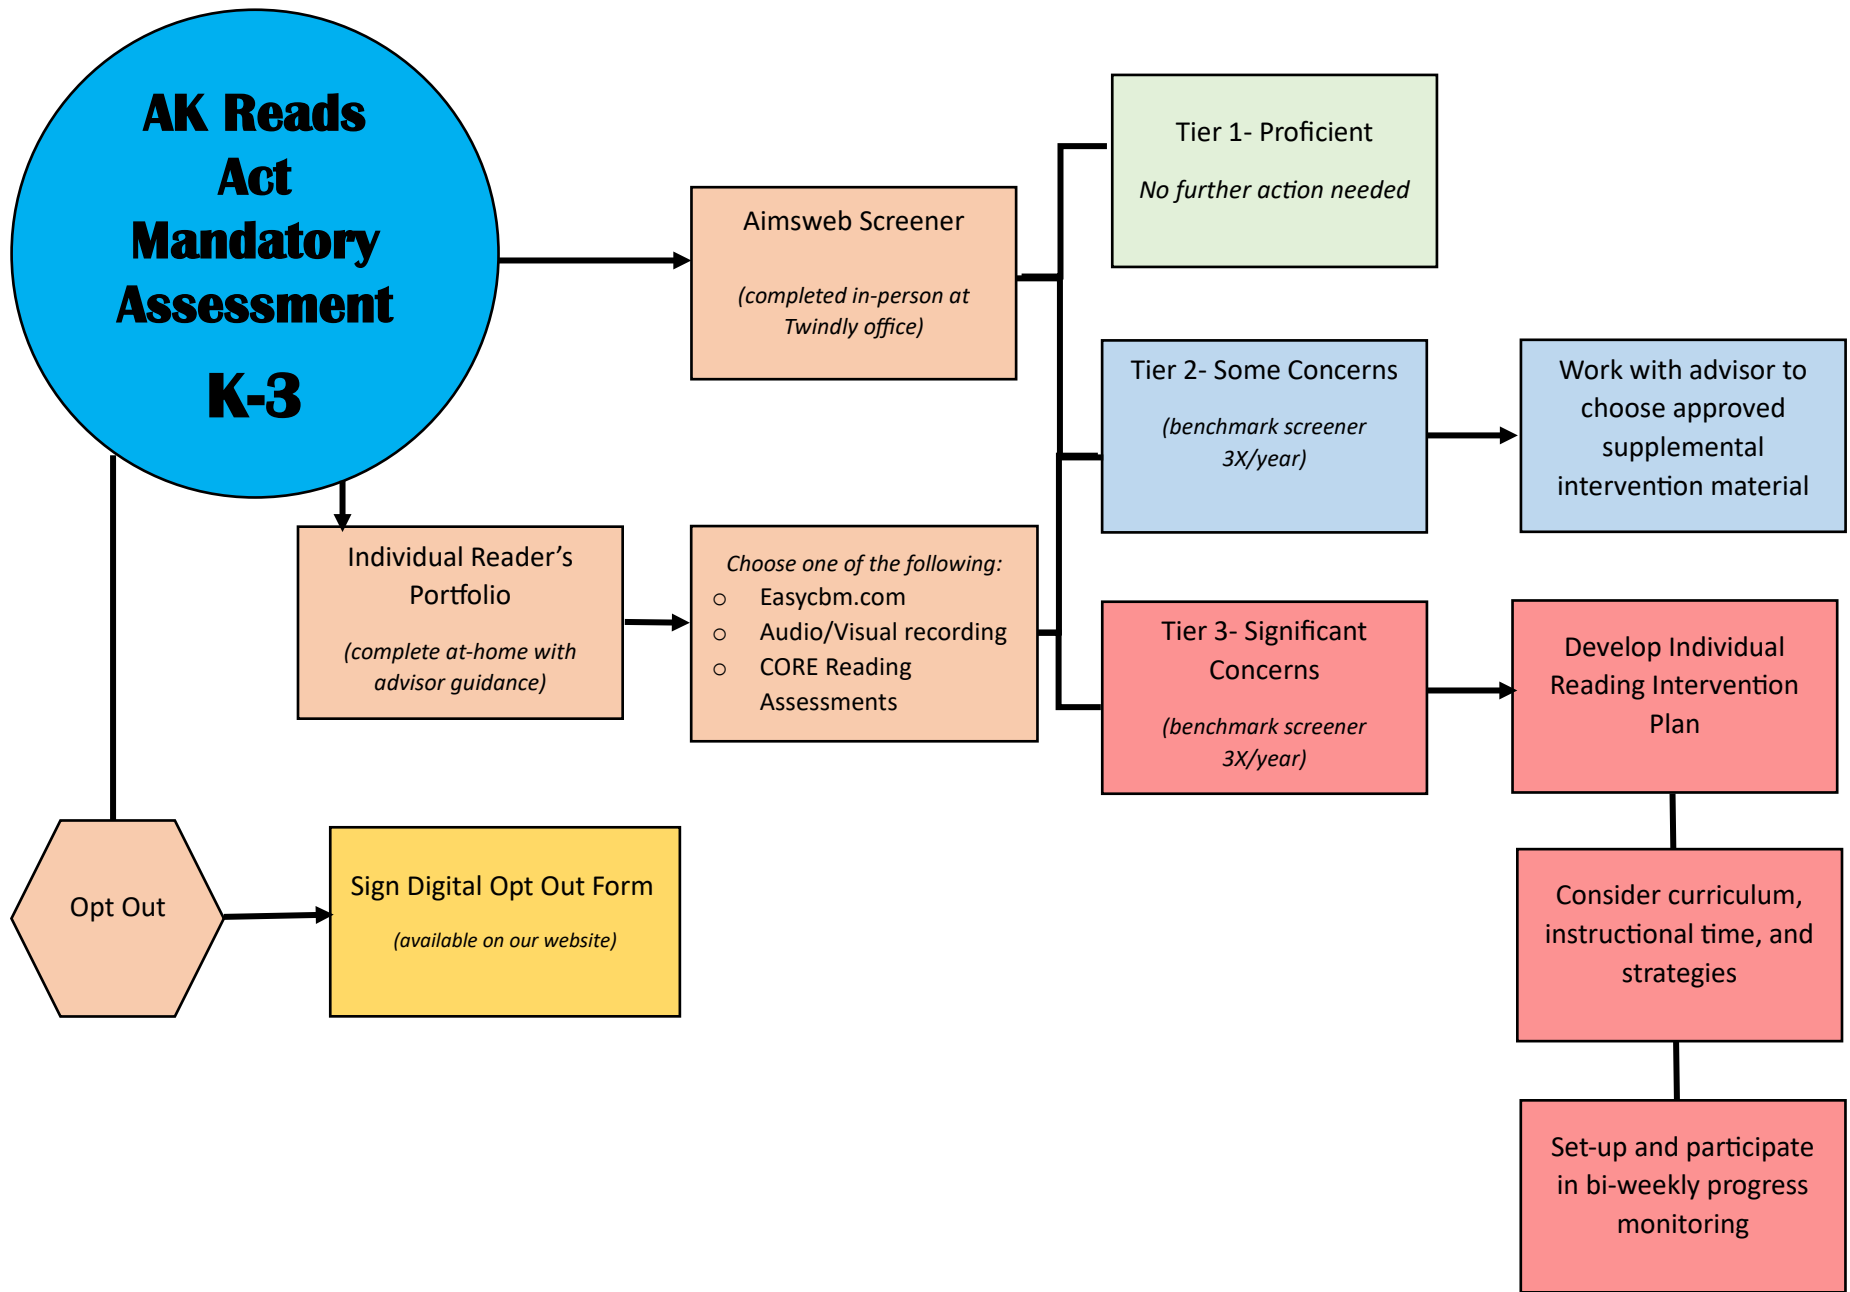 AK Reads
Act
Mandatory
Assessment
K-3
Aimsweb Screener
(completed in-person at
Twindly office)
Individual Reader's
Portfolio
(complete at-home with
advisor guidance)
Choose one of the following:
o Easycbm.com
o Audio/Visual recording
o CORE Reading
Assessments
Opt Out
Sign Digital Opt Out Form
(available on our website)
Tier 1- Proficient
No further action needed
Tier 2- Some Concerns
(benchmark screener
3X/year)
Work with advisor to
choose approved
supplemental
intervention material
Tier 3- Significant
Concerns
(benchmark screener
3X/year)
Develop Individual
Reading Intervention
Plan
Consider curriculum,
instructional time, and
strategies
Set-up and participate
in bi-weekly progress
monitoring